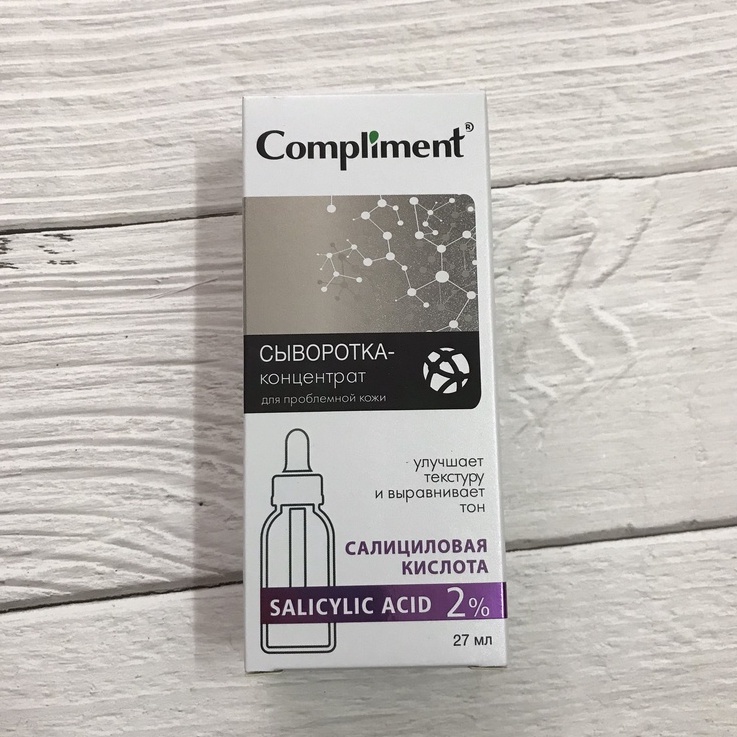 Compliment®
СЫВОРОТКА-
концентрат
для проблемной кожи
улучшает
текстуру
и выравнивает
тон
САЛИЦИЛОВАЯ
КИСЛОТА
SALICYLIC ACID 2%
27 мл